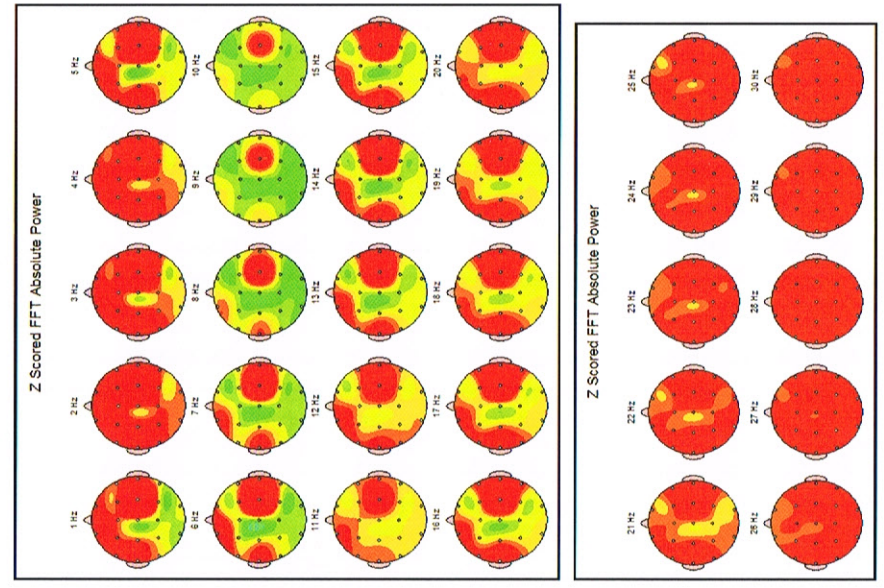 Z Scored FFT Absolute Power
1 Hz 2 Hz 3 Hz 4 Hz 5 Hz
6 Hz 7 Hz 8 Hz 9 Hz 10 Hz
11 Hz 12 Hz 13 Hz 14 Hz 15 Hz
16 Hz 17 Hz 18 Hz 19 Hz 20 Hz
Z Scored FFT Absolute Power
21 Hz 22 Hz 23 Hz 24 Hz 25 Hz
26 Hz 27 Hz 28 Hz 29 Hz 30 Hz